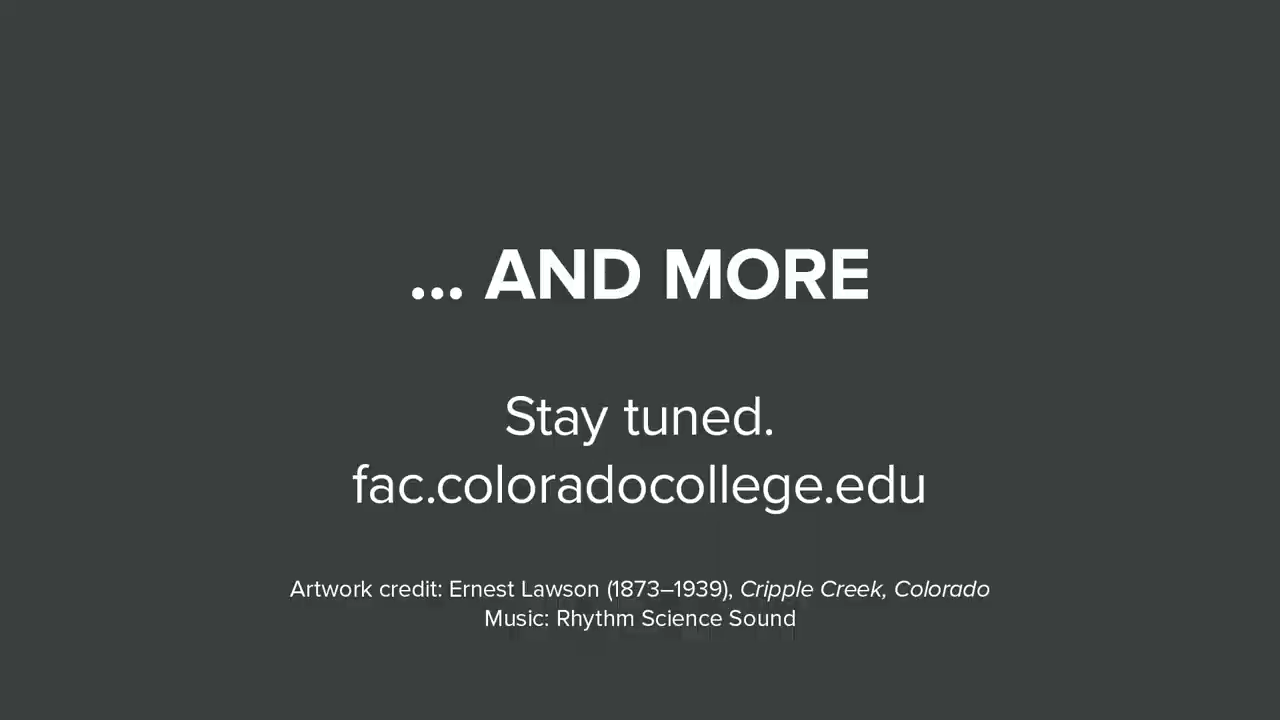 ... AND MORE
Stay tuned.
fac.coloradocollege.edu
Artwork credit: Ernest Lawson (1873–1939), Cripple Creek, Colorado
Music: Rhythm Science Sound